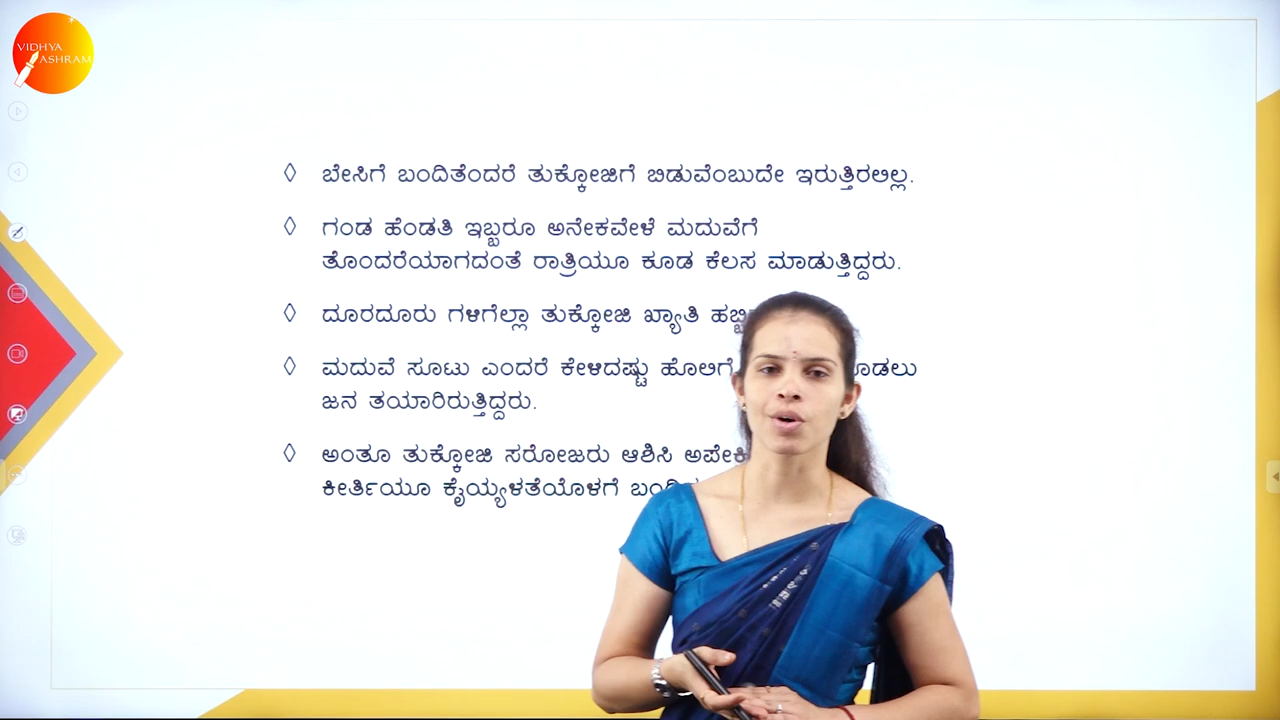 VIDHYA
ASHRAM
ಬೇಸಿಗೆ ಬಂದಿತೆಂದರೆ ತುಕ್ಕೋಜಿಗೆ ಬಿಡುವೆಂಬುದೇ ಇರುತ್ತಿರಲಿಲ್ಲ.
ಗಂಡ ಹೆಂಡತಿ ಇಬ್ಬರೂ ಅನೇಕವೇಳೆ ಮದುವೆಗೆ
ತೊಂದರೆಯಾಗದಂತೆ ರಾತ್ರಿಯೂ ಕೂಡ ಕೆಲಸ ಮಾಡುತ್ತಿದ್ದರು.
ದೂರದೂರು ಗಳಿಗೆಲ್ಲಾ ತುಕ್ಕೋಜಿ ಖ್ಯಾತಿ
ಮದುವೆ ಸೂಟು ಎಂದರೆ ಕೇಳಿದಷ್ಟು ಹೊಲಿಗೆ
ಜನ ತಯಾರಿರುತ್ತಿದ್ದರು.
ಅಂತೂ ತುಕ್ಕೋಜಿ ಸರೋಜರು ಆಶಿಸಿ
ಕೀರ್ತಿಯೂ ಕೈಯ್ಯಳತೆಯೊಳಗೆ